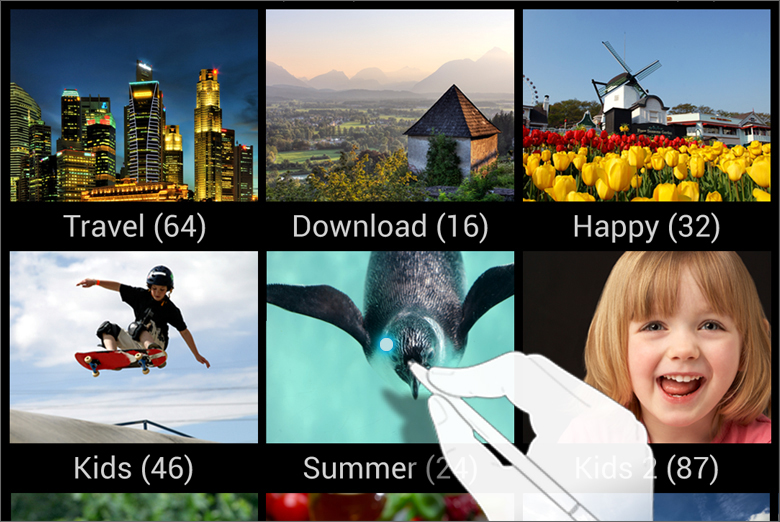 Travel (64)
Download (16)
Happy (32)
Kids (46)
Summer (24)
Kids 2 (87)